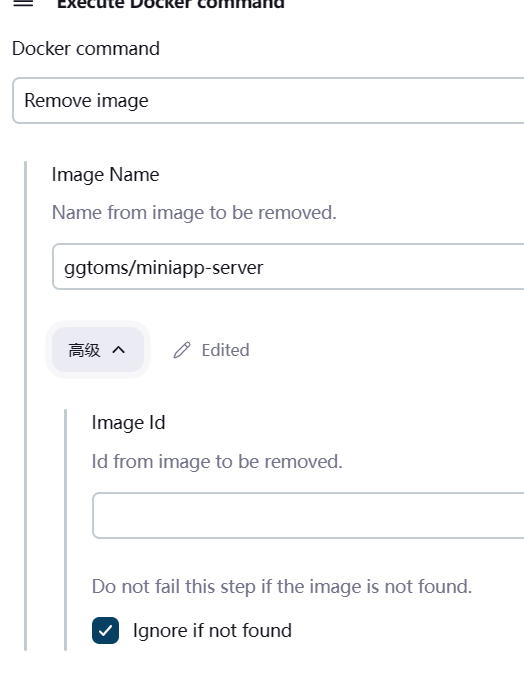 Execute Docker command
Docker command
Remove image
Image Name
Name from image to be removed.
ggtoms/miniapp-server
高级
Edited
Image Id
Id from image to be removed.
Do not fail this step if the image is not found.
Ignore if not found